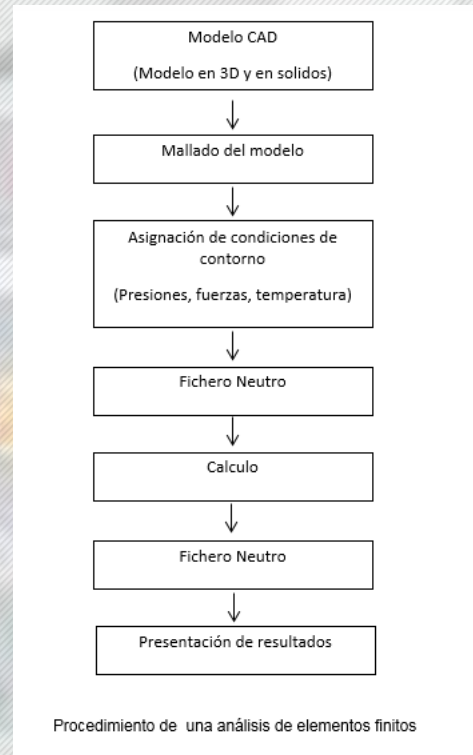 Modelo CAD
(Modelo en 3D y en solidos)
Mallado del modelo
Asignación de condiciones de
contorno
(Presiones, fuerzas, temperatura)
Fichero Neutro
Calculo
Fichero Neutro
Presentación de resultados
Procedimiento de una análisis de elementos finitos